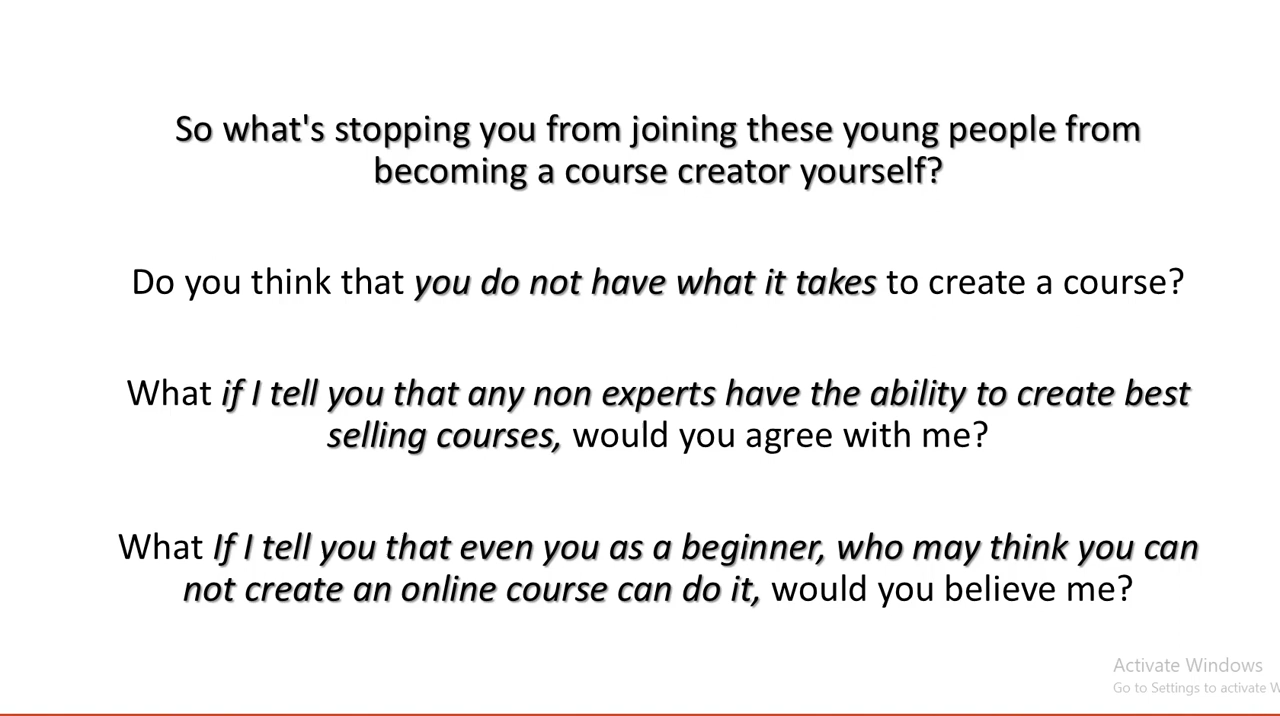 So what's stopping you from joining these young people from
becoming a course creator yourself?
Do you think that you do not have what it takes to create a course?
What if I tell you that any non experts have the ability to create best
selling courses, would you agree with me?
What If I tell you that even you as a beginner, who may think you can
not create an online course can do it, would you believe me?
Activate Windows
Go to Settings to activate W